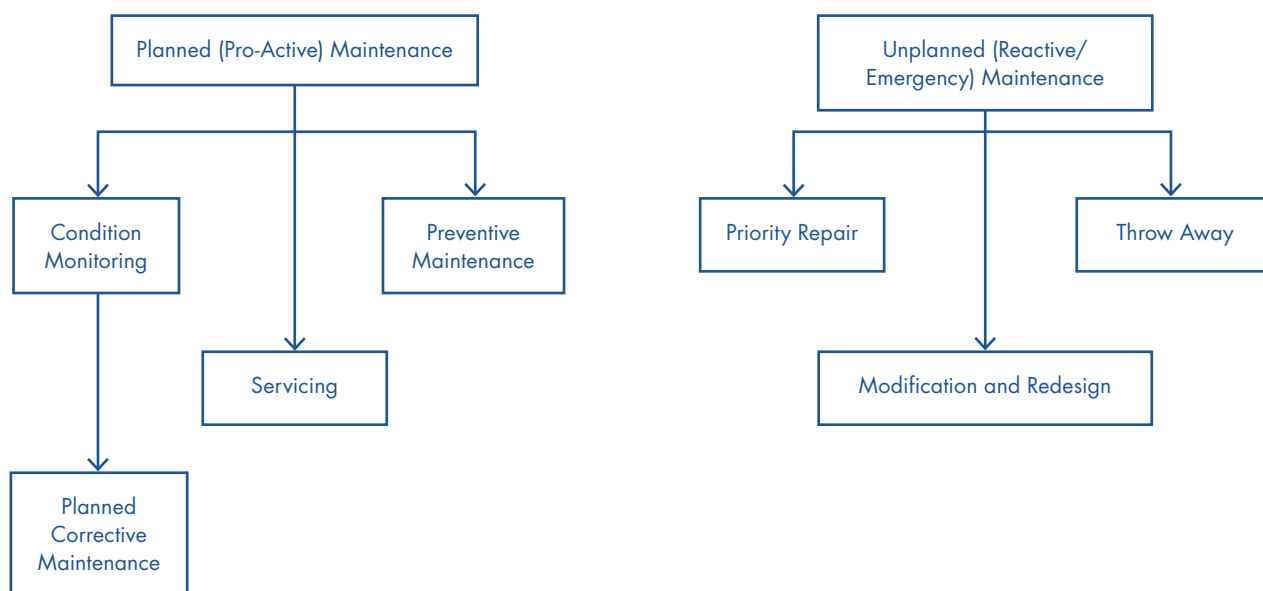 Planned (Pro-Active) Maintenance
Unplanned (Reactive/
Emergency) Maintenance
Condition
Monitoring
Preventive
Maintenance
Priority Repair
Throw Away
Servicing
Modification and Redesign
Planned
Corrective
Maintenance